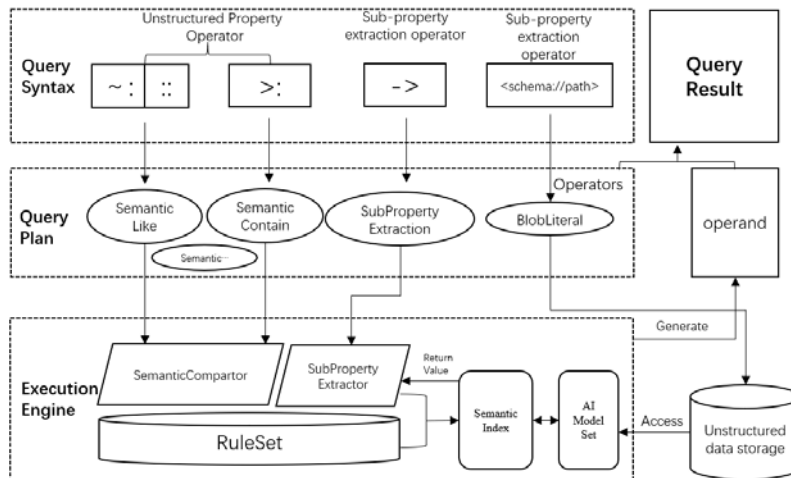 Unstructured Property
Operator
Sub-property
extraction operator
Sub-property
extraction
operator
Query
Syntax
~ :
::
>:
->
<schema://path>
Query
Result
Query
Plan
Semantic
Like
Semantic
Contain
Semantic…
SubProperty
Extraction
Operators
BlobLiteral
operand
Generate
Execution
Engine
SemanticCompartor
SubProperty
Extractor
Return
Value
RuleSet
Semantic
Index
AI
Model
Set
Access
Unstructured
data storage